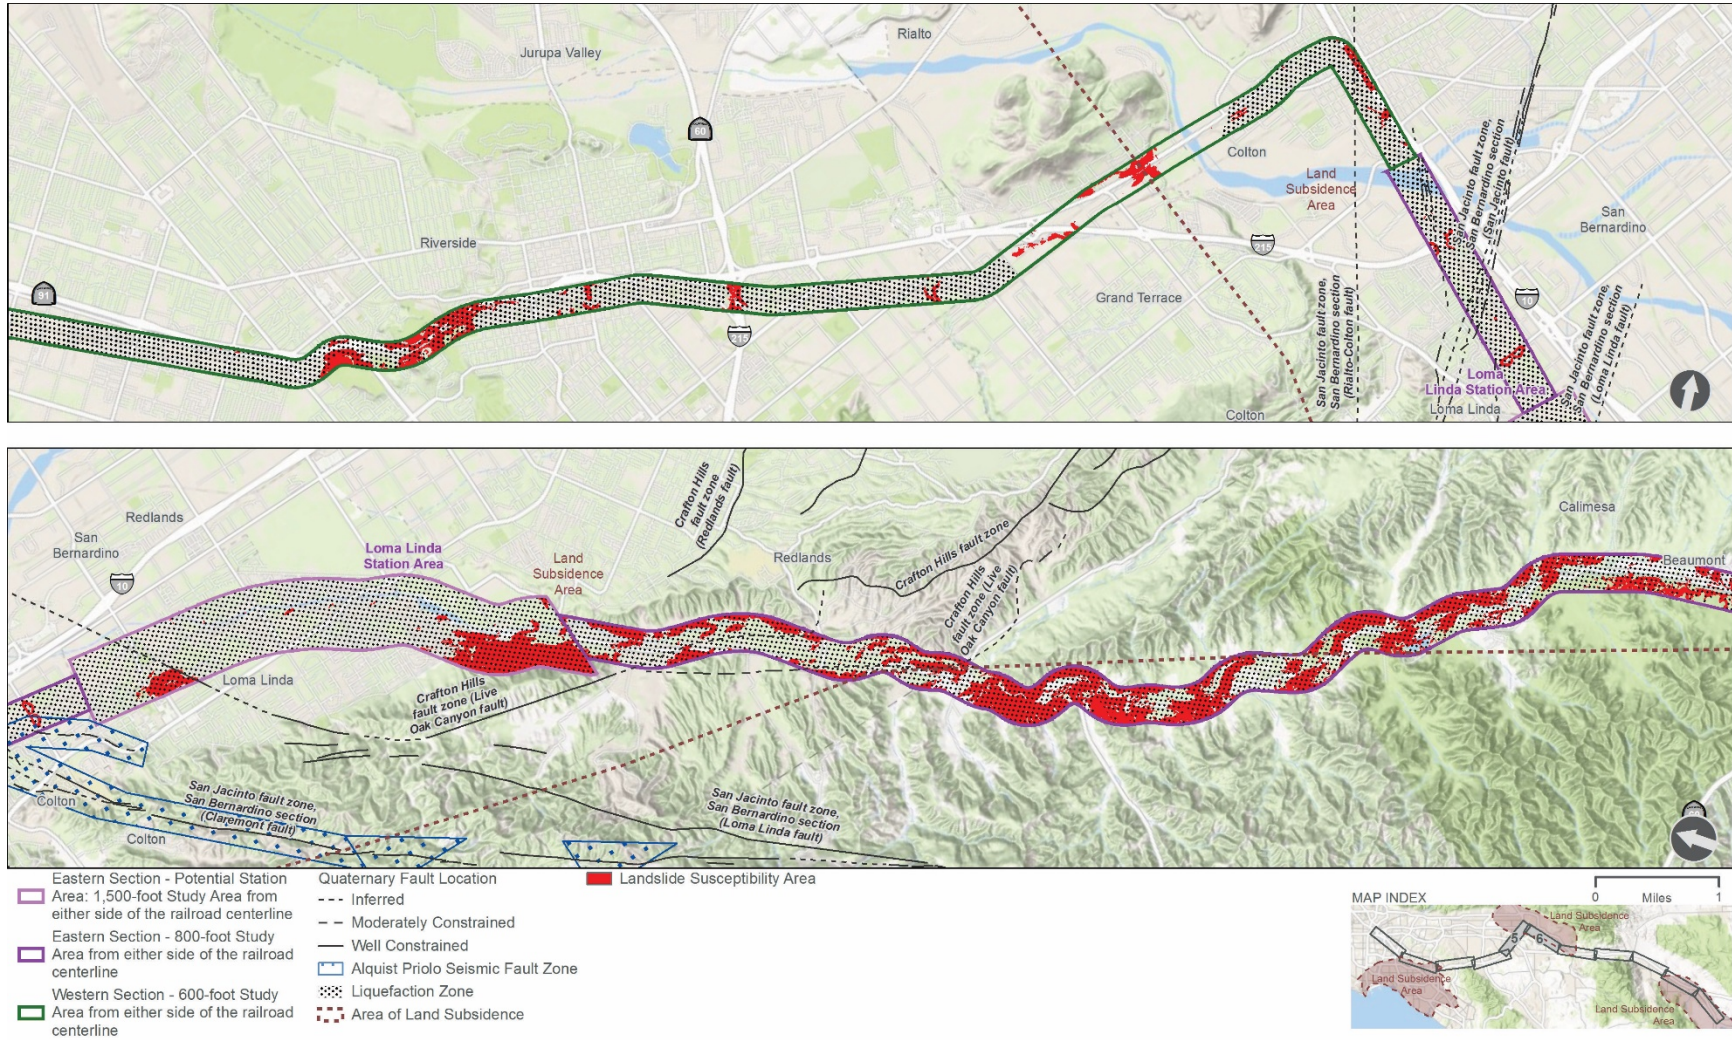 Jurupa Valley
Rialto
60
Colton
Land
Subsidence
Area
San Jacinto fault zone,
San Bernardino section
(San Jacinto fault)
San
Bernardino
Riverside
91
215
215
Grand Terrace
10
San Jacinto fault zone,
San Bernardino section
(Rialto-Colton fault)
San Jacinto fault zone,
San Bernardino section
(Loma Linda fault)
Loma
Linda Station Area
Loma Linda
Colton
Redlands
San
Bernardino
10
Loma Linda
Station Area
Land
Subsidence
Area
Crafton Hills
fault zone
(Redlands fault)
Redlands
Crafton Hills fault zone
Crafton Hills
fault zone (Live
Oak Canyon fault)
Calimesa
Beaumont
Loma Linda
Crafton Hills
fault zone (Live
Oak Canyon fault)
Colton
Colton
San Jacinto fault zone,
San Bernardino section
(Claremont fault)
San Jacinto fault zone,
San Bernardino section
(Loma Linda fault)
Eastern Section - Potential Station
Area: 1,500-foot Study Area from
either side of the railroad centerline
Eastern Section - 800-foot Study
Area from either side of the railroad
centerline
Western Section - 600-foot Study
Area from either side of the railroad
centerline
Quaternary Fault Location
Inferred
Moderately Constrained
Well Constrained
Alquist Priolo Seismic Fault Zone
Liquefaction Zone
Area of Land Subsidence
Landslide Susceptibility Area
0 Miles 1
MAP INDEX
Land Subsidence
Area
5
6
Land Subsidence
Area
Land Subsidence
Area